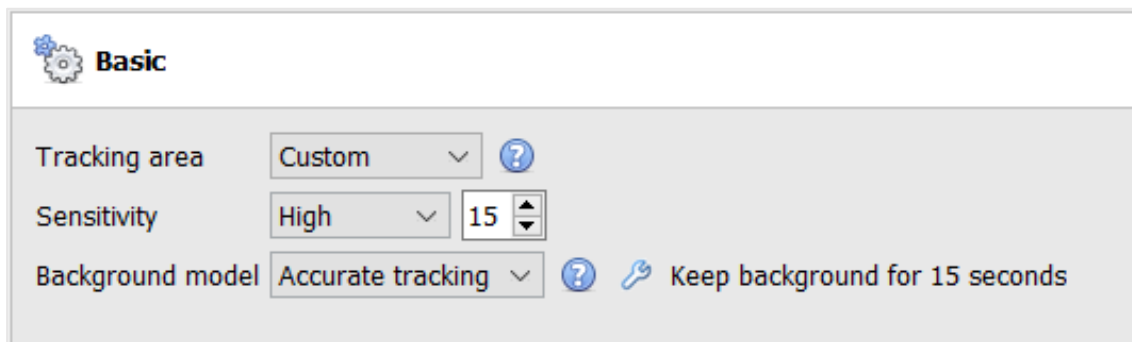 Basic
Tracking area Custom ?
Sensitivity High 15
Background model Accurate tracking ? Keep background for 15 seconds